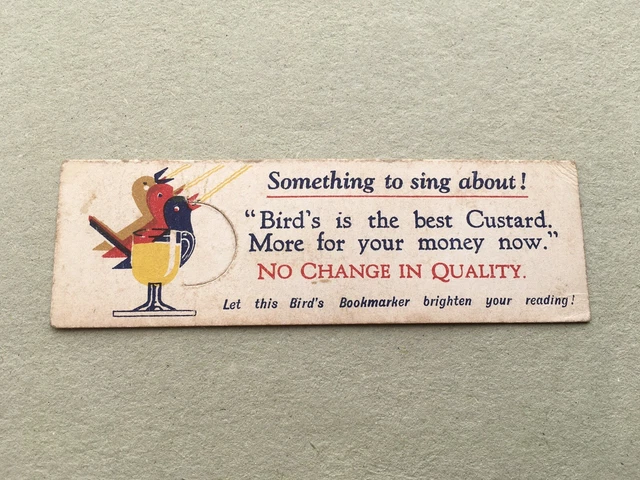 Something to sing about!
“Bird's is the best Custard.
More for your money now.”
NO CHANGE IN QUALITY.
Let this Bird's Bookmarker brighten your reading!